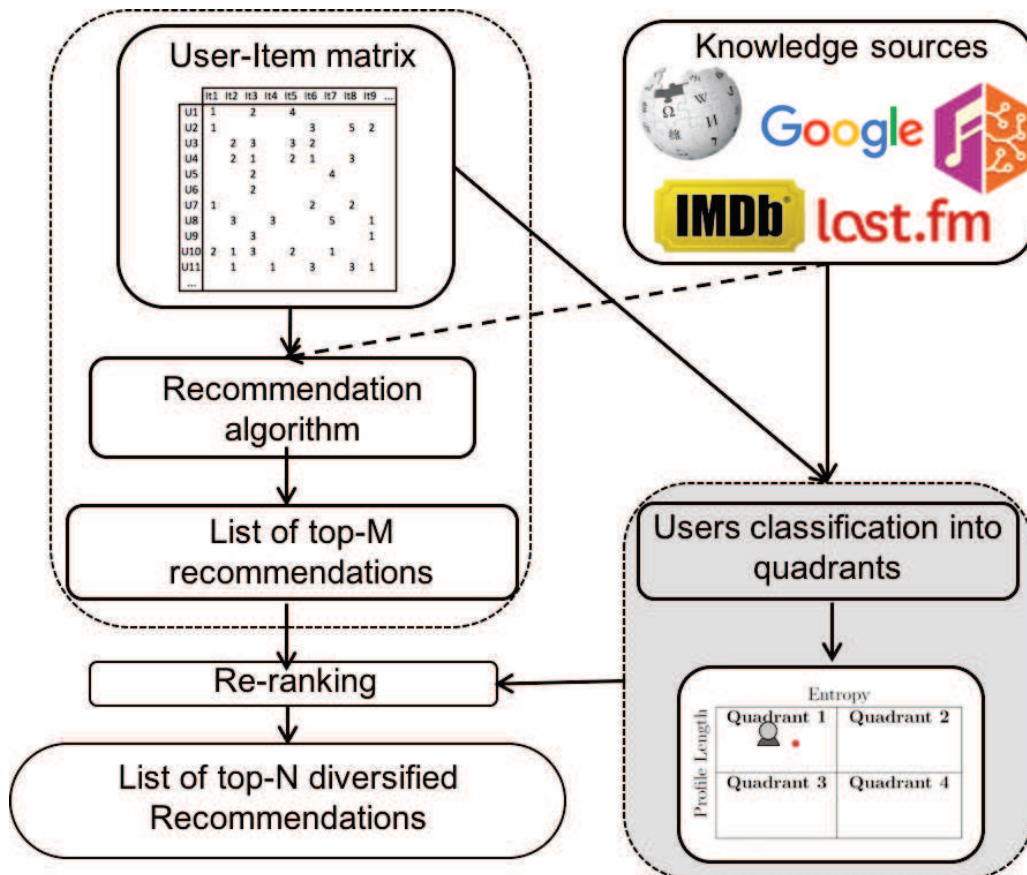 User-Item matrix
It1 It2 It3 It4 It5 It6 It7 It8 It9 ...
U1 1 2 4
U2 1 3 5 2
U3 2 3 3 2
U4 2 1 2 1 3
U5 2 4
U6 2
U7 1 2 2
U8 3 3 5 1
U9 3 1
U10 2 1 3 2 1
U11 1 1 3 3 1
...
Knowledge sources
Ω W И 7
Google
IMDb
last.fm
Recommendation
algorithm
List of top-M
recommendations
Re-ranking
List of top-N diversified
Recommendations
Users classification into
quadrants
Entropy
Profile Length
Quadrant 1 Quadrant 2
Quadrant 3 Quadrant 4